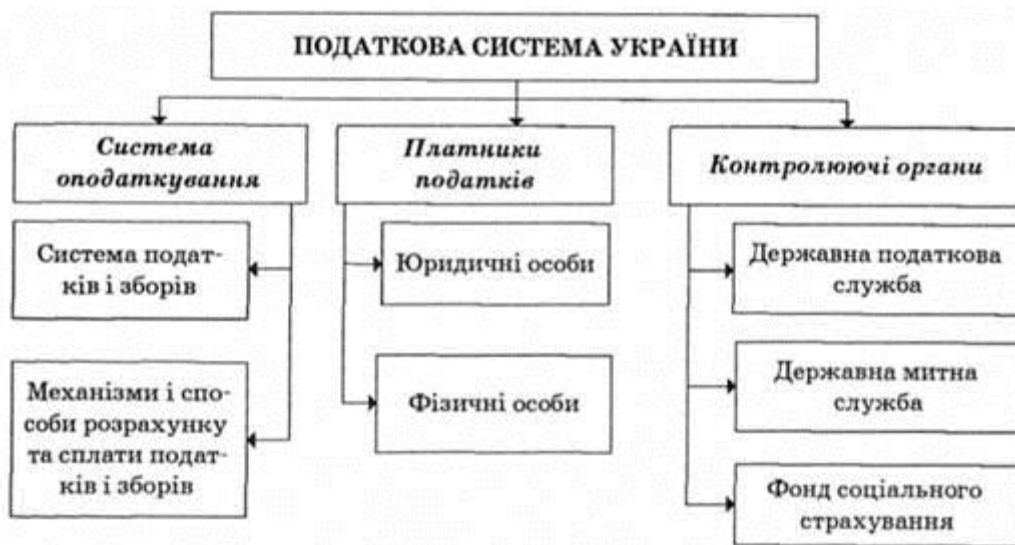 ПОДАТКОВА СИСТЕМА УКРАЇНИ
Система
оподаткування
Платники
податків
Контролюючі органи
Система подат-
ків і зборів
Механізми і спо-
соби розрахунку
та сплати подат-
ків і зборів
Юридичні особи
Фізичні особи
Державна податкова
служба
Державна митна
служба
Фонд соціального
страхування